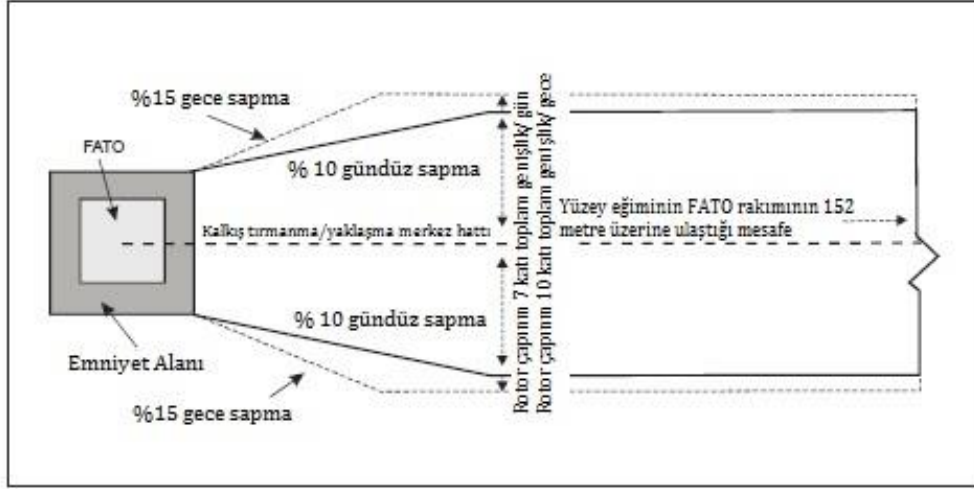 %15 gece sapma
FATO
% 10 gündüz sapma
Kalkış tırmanma/yaklaşma merkez hattı
Rotor çapının 7 katı toplam genişlik/ gün
Rotor çapının 10 katı toplam genişlik/ gece
Yüzey eğiminin FATO rakımının 152
metre üzerine ulaştığı mesafe
% 10 gündüz sapma
Emniyet Alanı
%15 gece sapma